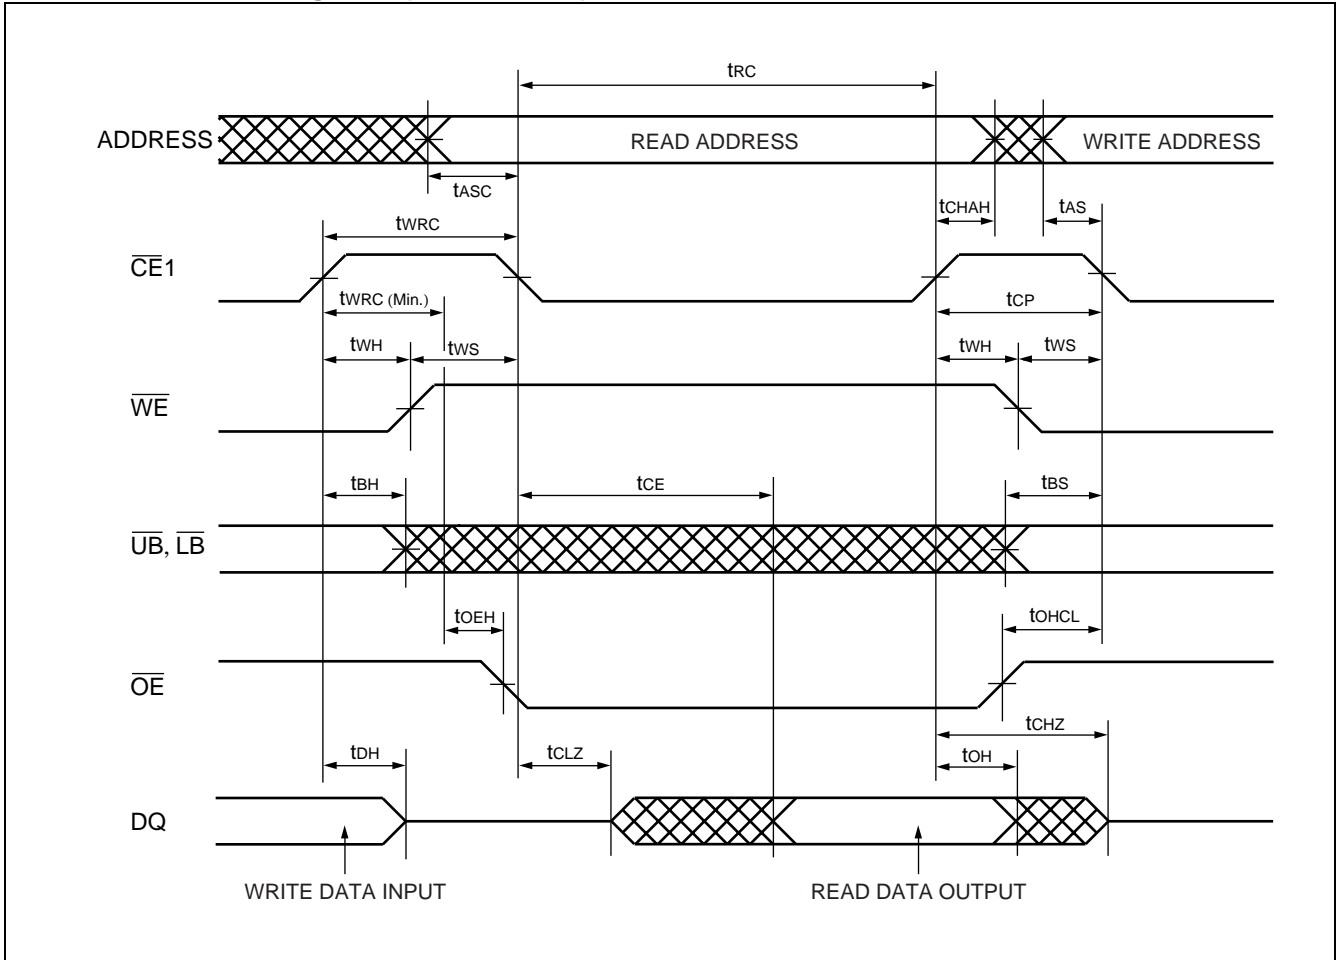 tRC
ADDRESS
READ ADDRESS
WRITE ADDRESS
tASC
tCHAH
tAS
tWRC
CE1
tWRC (Min.)
tCP
tWH
tWS
tWH
tWS
WE
tBH
tCE
tBS
UB, LB
tOEH
tOHCL
OE
tCHZ
tDH
tCLZ
tOH
DQ
WRITE DATA INPUT
READ DATA OUTPUT